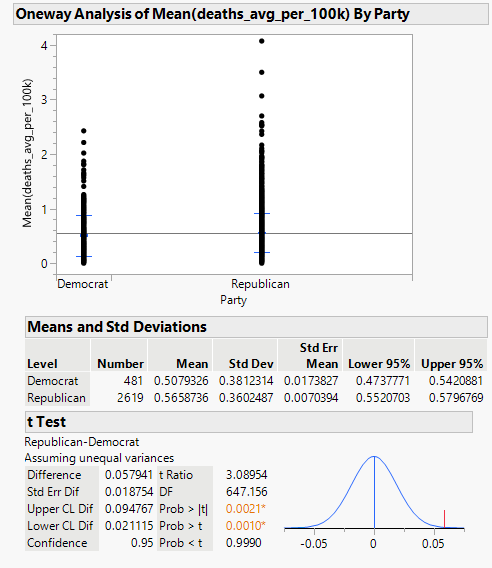 Oneway Analysis of Mean(deaths_avg_per_100k) By Party
Mean(deaths_avg_per_100k)
4
3
2
1
0
Democrat Republican
Party
Means and Std Deviations
Level Number Mean Std Dev Std Err Mean Lower 95% Upper 95%
Democrat 481 0.5079326 0.3812314 0.0173827 0.4737771 0.5420881
Republican 2619 0.5658736 0.3602487 0.0070394 0.5520703 0.5796769
t Test
Republican-Democrat
Assuming unequal variances
Difference 0.057941 t Ratio 3.08954
Std Err Dif 0.018754 DF 647.156
Upper CL Dif 0.094767 Prob > |t| 0.0021*
Lower CL Dif 0.021115 Prob > t 0.0010*
Confidence 0.95 Prob < t 0.9990
-0.05 0 0.05